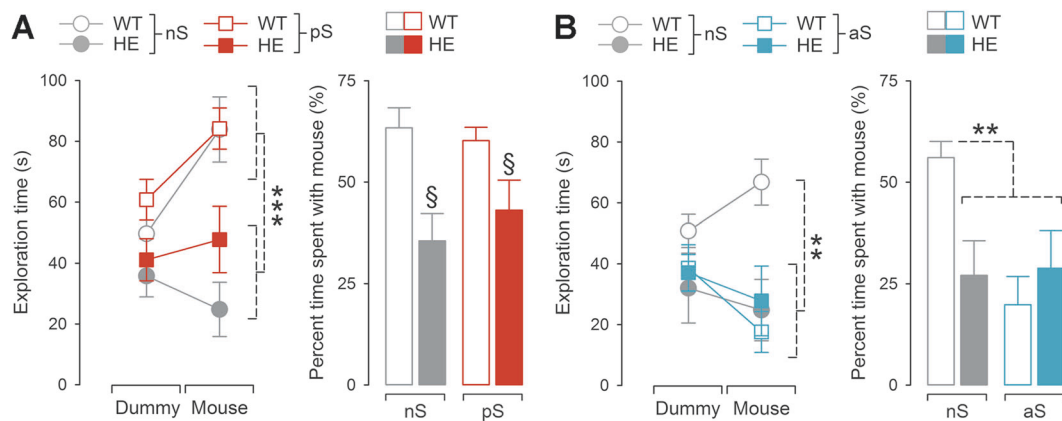 A
WT
HE
nS
WT
HE
pS
WT
HE
Exploration time (s)
100
80
60
40
20
0
Dummy Mouse
***
Percent time spent with mouse (%)
75
50
25
0
§
§
nS pS
B
WT
HE
nS
WT
HE
aS
WT
HE
Exploration time (s)
100
80
60
40
20
0
Dummy Mouse
**
Percent time spent with mouse (%)
75
50
25
0
**
nS aS